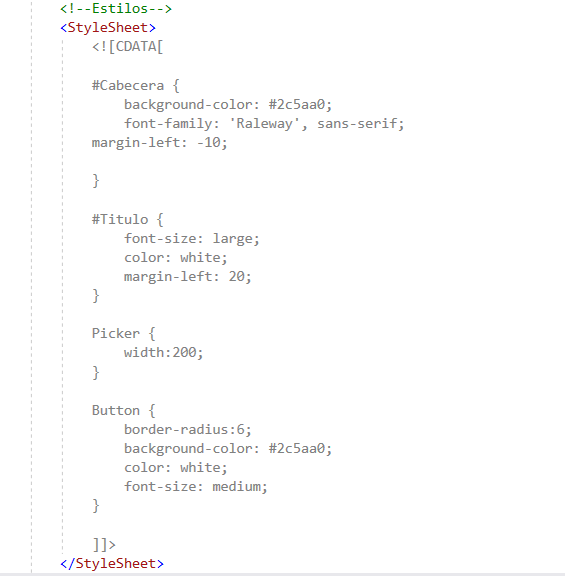 <!--Estilos-->
<StyleSheet>
<![CDATA[
#Cabecera {
background-color: #2c5aa0;
font-family: 'Raleway', sans-serif;
margin-left: -10;
}
#Titulo {
font-size: large;
color: white;
margin-left: 20;
}
Picker {
width:200;
}
Button {
border-radius:6;
background-color: #2c5aa0;
color: white;
font-size: medium;
}
]]>
</StyleSheet>